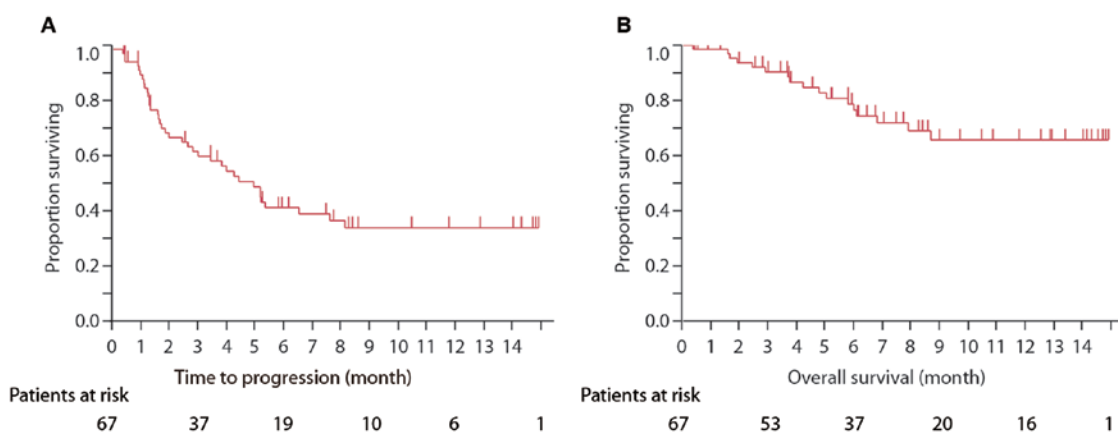 A
Proportion surviving
1.0
0.8
0.6
0.4
0.2
0.0
0 1 2 3 4 5 6 7 8 9 10 11 12 13 14
Time to progression (month)
Patients at risk
67 37 19 10 6 1
B
Proportion surviving
1.0
0.8
0.6
0.4
0.2
0.0
0 1 2 3 4 5 6 7 8 9 10 11 12 13 14
Overall survival (month)
Patients at risk
67 53 37 20 16 1